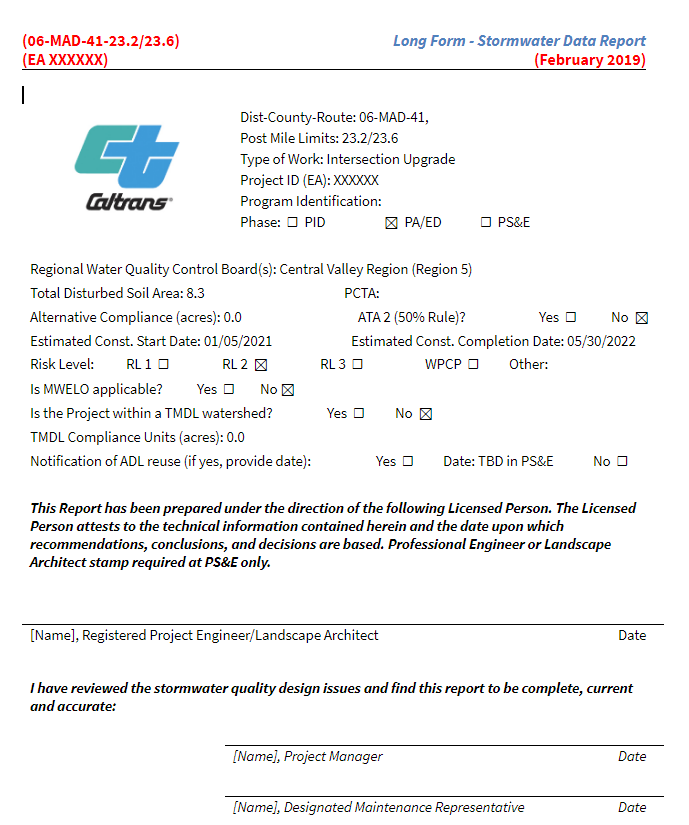 (06-MAD-41-23.2/23.6) Long Form - Stormwater Data Report
(EA XXXXXX) (February 2019)
Dist-County-Route: 06-MAD-41,
Post Mile Limits: 23.2/23.6
Type of Work: Intersection Upgrade
Project ID (EA): XXXXXX
Program Identification:
Phase: ☐ PID ☒ PA/ED ☐ PS&E
Caltrans®
Regional Water Quality Control Board(s): Central Valley Region (Region 5)
Total Disturbed Soil Area: 8.3 PCTA:
Alternative Compliance (acres): 0.0 ATA 2 (50% Rule)? Yes ☐ No ☒
Estimated Const. Start Date: 01/05/2021 Estimated Const. Completion Date: 05/30/2022
Risk Level: RL 1 ☐ RL 2 ☒ RL 3 ☐ WPCP ☐ Other:
Is MWELO applicable? Yes ☐ No ☒
Is the Project within a TMDL watershed? Yes ☐ No ☒
TMDL Compliance Units (acres): 0.0
Notification of ADL reuse (if yes, provide date): Yes ☐ Date: TBD in PS&E No ☐
This Report has been prepared under the direction of the following Licensed Person. The Licensed
Person attests to the technical information contained herein and the date upon which
recommendations, conclusions, and decisions are based. Professional Engineer or Landscape
Architect stamp required at PS&E only.
[Name], Registered Project Engineer/Landscape Architect Date
I have reviewed the stormwater quality design issues and find this report to be complete, current
and accurate:
[Name], Project Manager Date
[Name], Designated Maintenance Representative Date